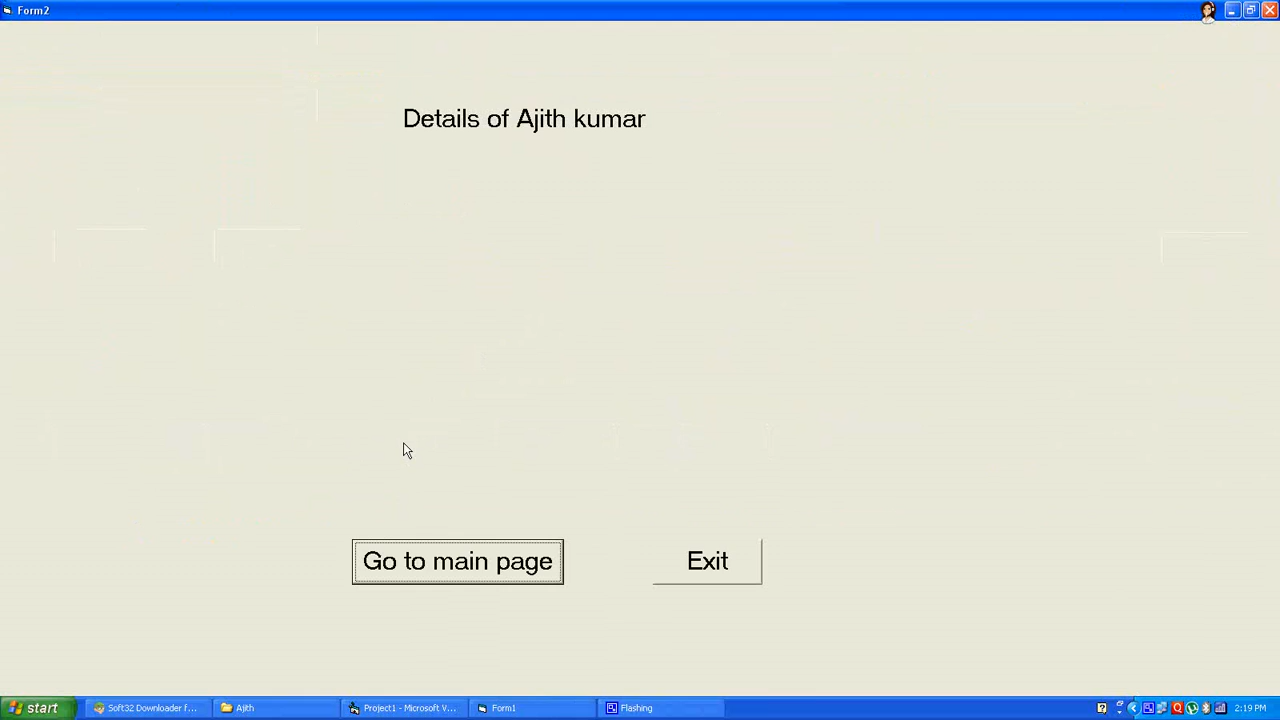 Form2
Details of Ajith kumar
Go to main page
Exit
start
Soft32 Downloader f...
Ajith
Project1 - Microsoft V...
Form1
Flashing
2:19 PM